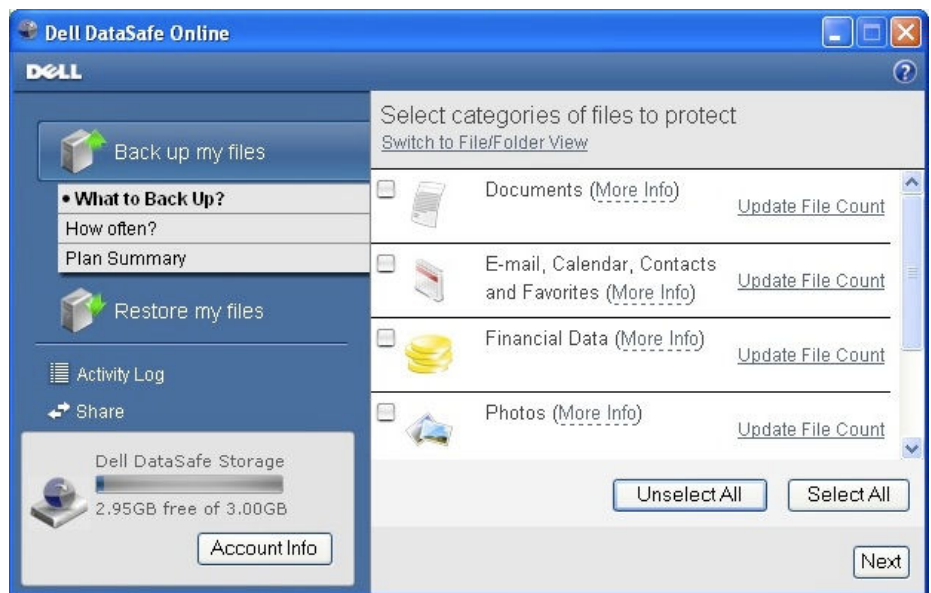 Dell DataSafe Online
DELL
?
Back up my files
• What to Back Up?
How often?
Plan Summary
Restore my files
Activity Log
Share
Dell DataSafe Storage
2.95GB free of 3.00GB
Account Info
Select categories of files to protect
Switch to File/Folder View
Documents (More Info)
Update File Count
E-mail, Calendar, Contacts
and Favorites (More Info)
Update File Count
Financial Data (More Info)
Update File Count
Photos (More Info)
Update File Count
Unselect All
Select All
Next